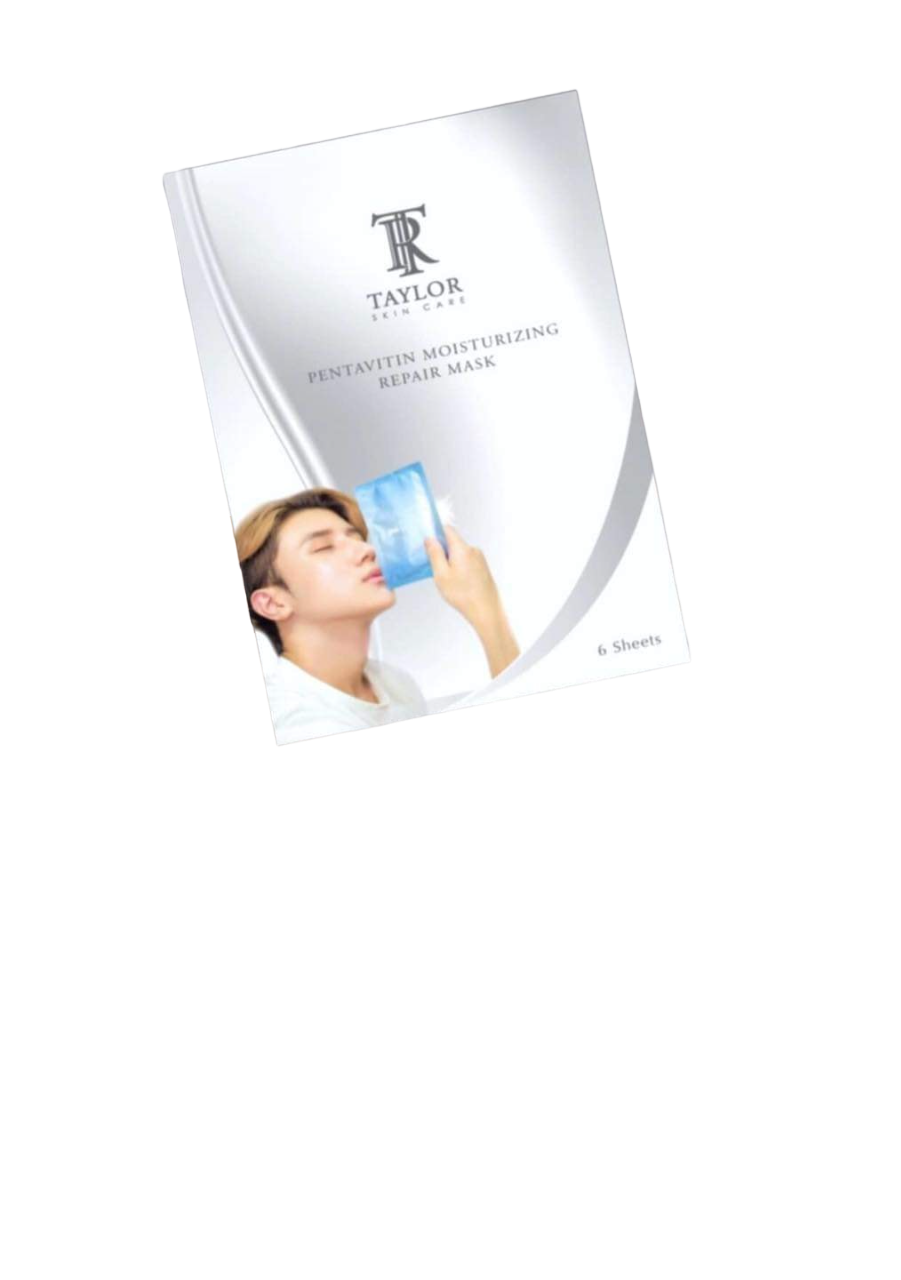 TR
TAYLOR
SKIN CARE
PENTAVITIN MOISTURIZING
REPAIR MASK
6 Sheets